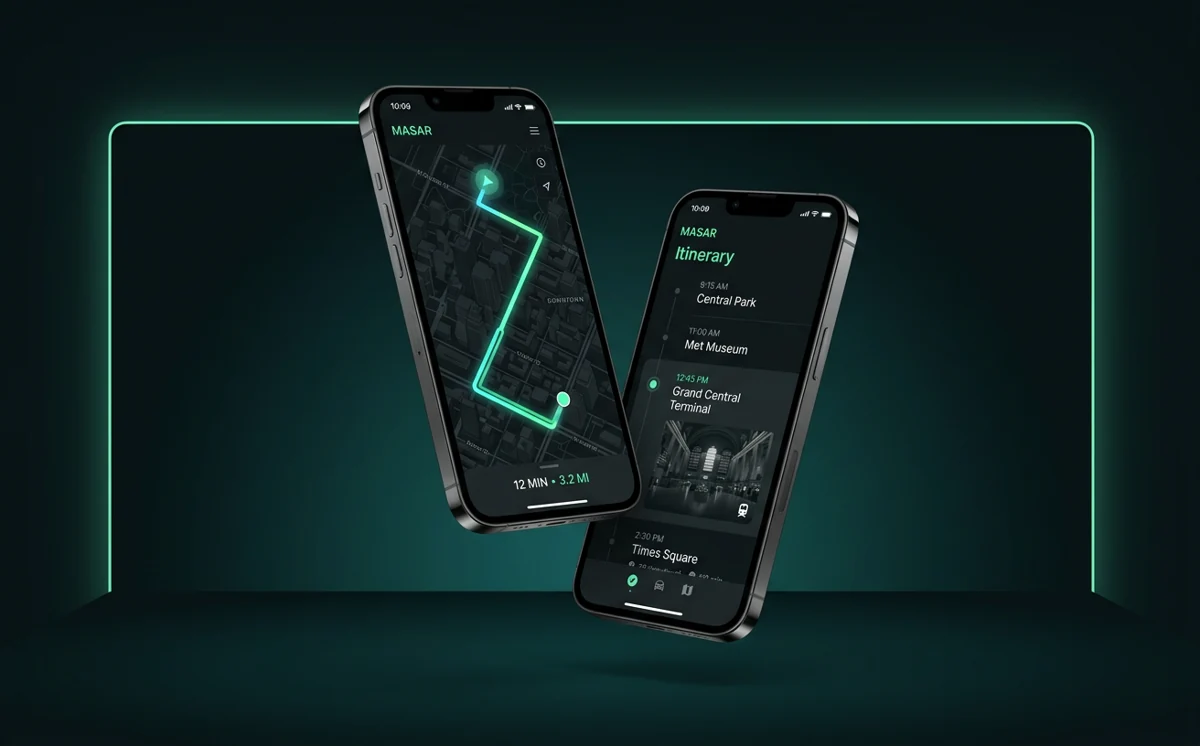 10:09
MASAR
DOWNTOWN
12 MIN • 3.2 MI
10:09
MASAR
Itinerary
9:15 AM
Central Park
11:00 AM
Met Museum
12:45 PM
Grand Central
Terminal
2:30 PM
Times Square